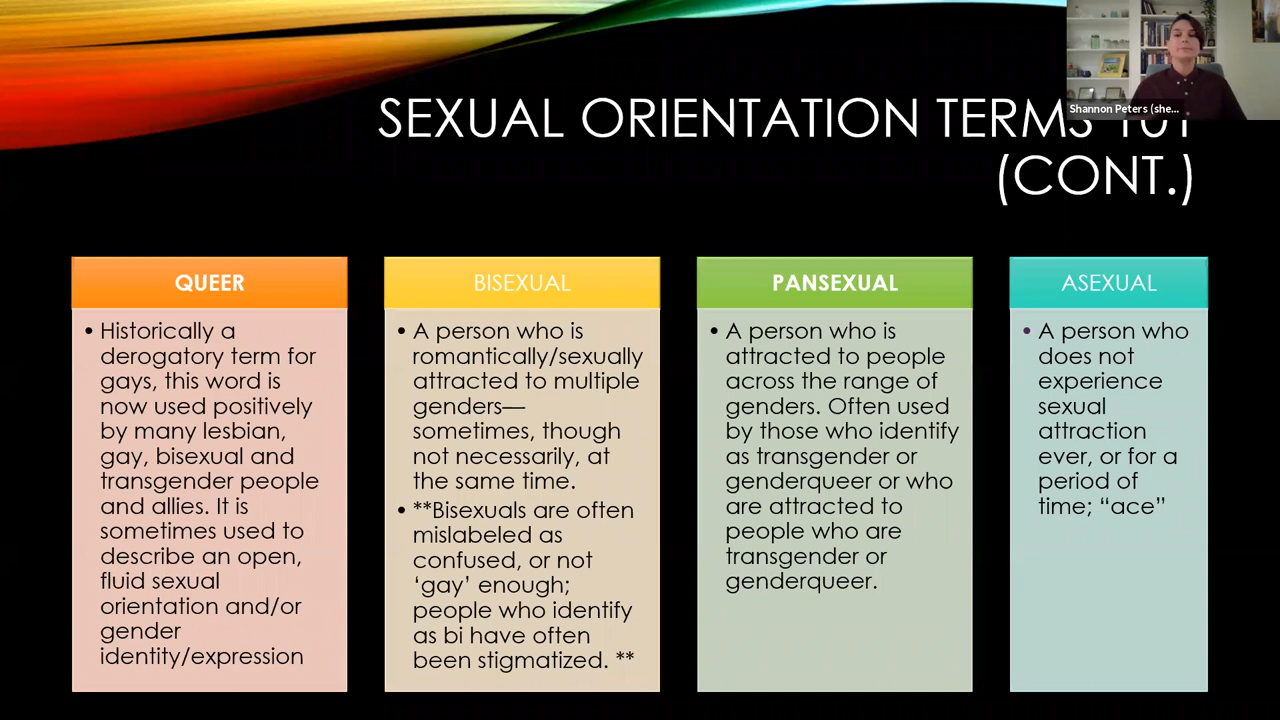 Shannon Peters (she...
SEXUAL ORIENTATION TERMS 101
(CONT.)
QUEER
• Historically a
derogatory term for
gays, this word is
now used positively
by many lesbian,
gay, bisexual and
transgender people
and allies. It is
sometimes used to
describe an open,
fluid sexual
orientation and/or
gender
identity/expression
BISEXUAL
• A person who is
romantically/sexually
attracted to multiple
genders—
sometimes, though
not necessarily, at
the same time.
• **Bisexuals are often
mislabeled as
confused, or not
‘gay’ enough;
people who identify
as bi have often
been stigmatized. **
PANSEXUAL
• A person who is
attracted to people
across the range of
genders. Often used
by those who identify
as transgender or
genderqueer or who
are attracted to
people who are
transgender or
genderqueer.
ASEXUAL
• A person who
does not
experience
sexual
attraction
ever, or for a
period of
time; “ace”